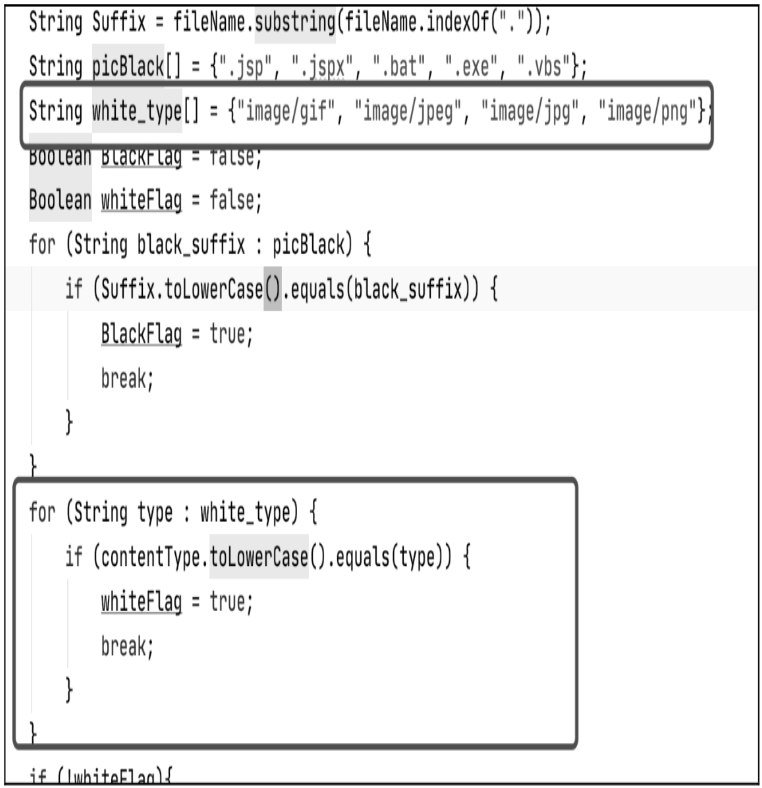 String Suffix = fileName.substring(fileName.indexOf("."));
String picBlack[] = {".jsp", ".jspx", ".bat", ".exe", ".vbs"};
String white_type[] = {"image/gif", "image/jpeg", "image/jpg", "image/png"};
Boolean BlackFlag = false;
Boolean whiteFlag = false;
for (String black_suffix : picBlack) {
if (Suffix.toLowerCase().equals(black_suffix)) {
BlackFlag = true;
break;
}
}
for (String type : white_type) {
if (contentType.toLowerCase().equals(type)) {
whiteFlag = true;
break;
}
}
if (!whiteFlag){